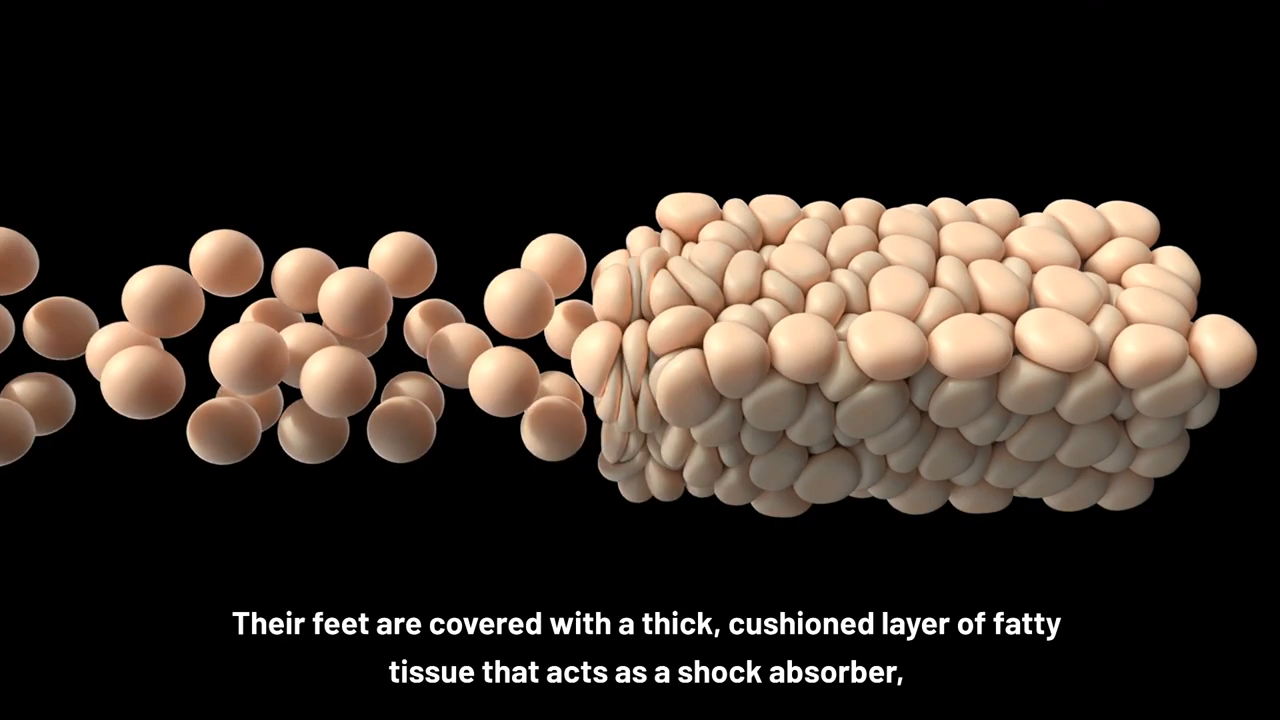 Their feet are covered with a thick, cushioned layer of fatty
tissue that acts as a shock absorber,